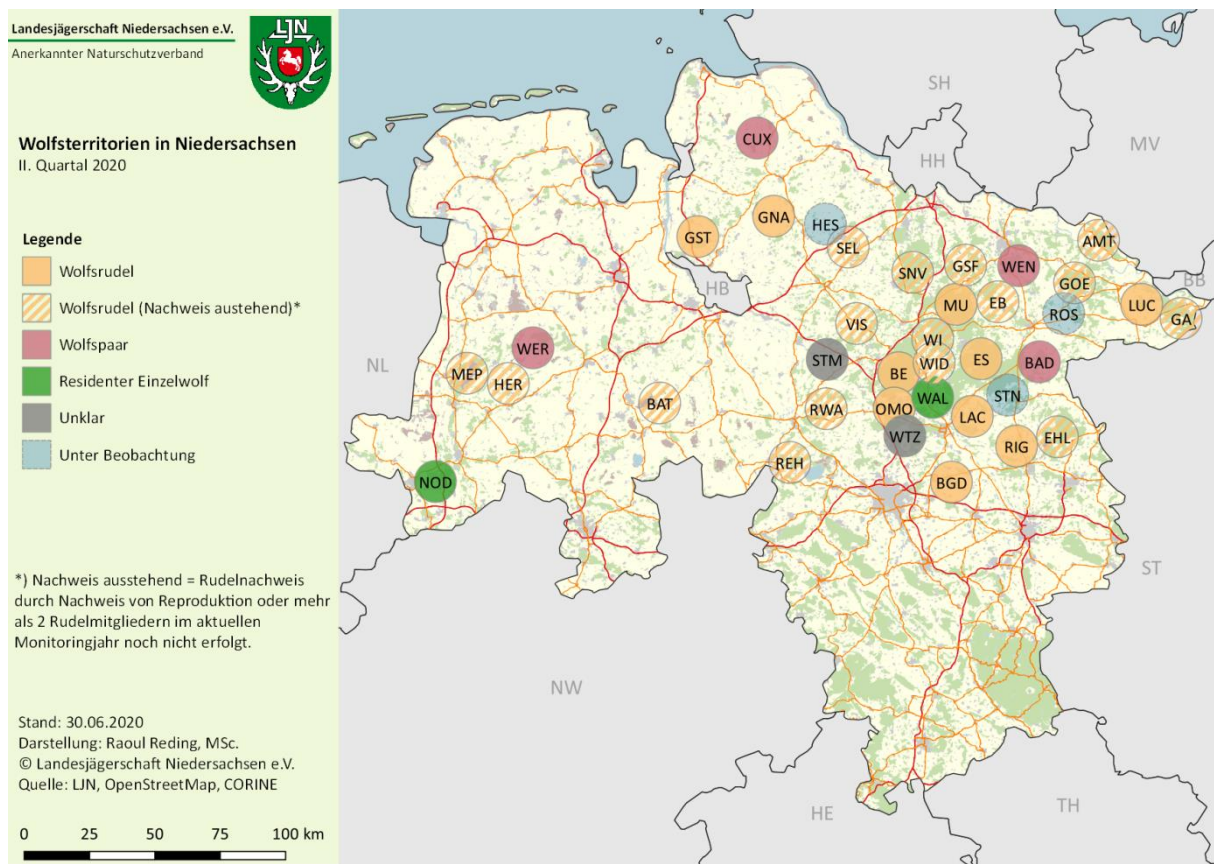 Landesjägerschaft Niedersachsen e.V.
Anerkannter Naturschutzverband
LJN
Wolfsterritorien in Niedersachsen
II. Quartal 2020
Legende
Wolfsrudel
Wolfsrudel (Nachweis austehend)*
Wolfspaar
Residenter Einzelwolf
Unklar
Unter Beobachtung
*) Nachweis ausstehend = Rudelnachweis
durch Nachweis von Reproduktion oder mehr
als 2 Rudelmitgliedern im aktuellen
Monitoringjahr noch nicht erfolgt.
Stand: 30.06.2020
Darstellung: Raoul Reding, MSc.
© Landesjägerschaft Niedersachsen e.V.
Quelle: LJN, OpenStreetMap, CORINE
0 25 50 75 100 km
SH
MV
HH
CUX
GNA
HES
GST
SEL
AMT
SNV
GSF
WEN
GOE
BB
HB
MU
EB
ROS
LUC
GA
VIS
WI
NL
WER
STM
WID
ES
BAD
MEP
HER
BE
BAT
RWA
OMO
WAL
STN
LAC
WTZ
RIG
EHL
REH
NOD
BGD
ST
NW
HE
TH